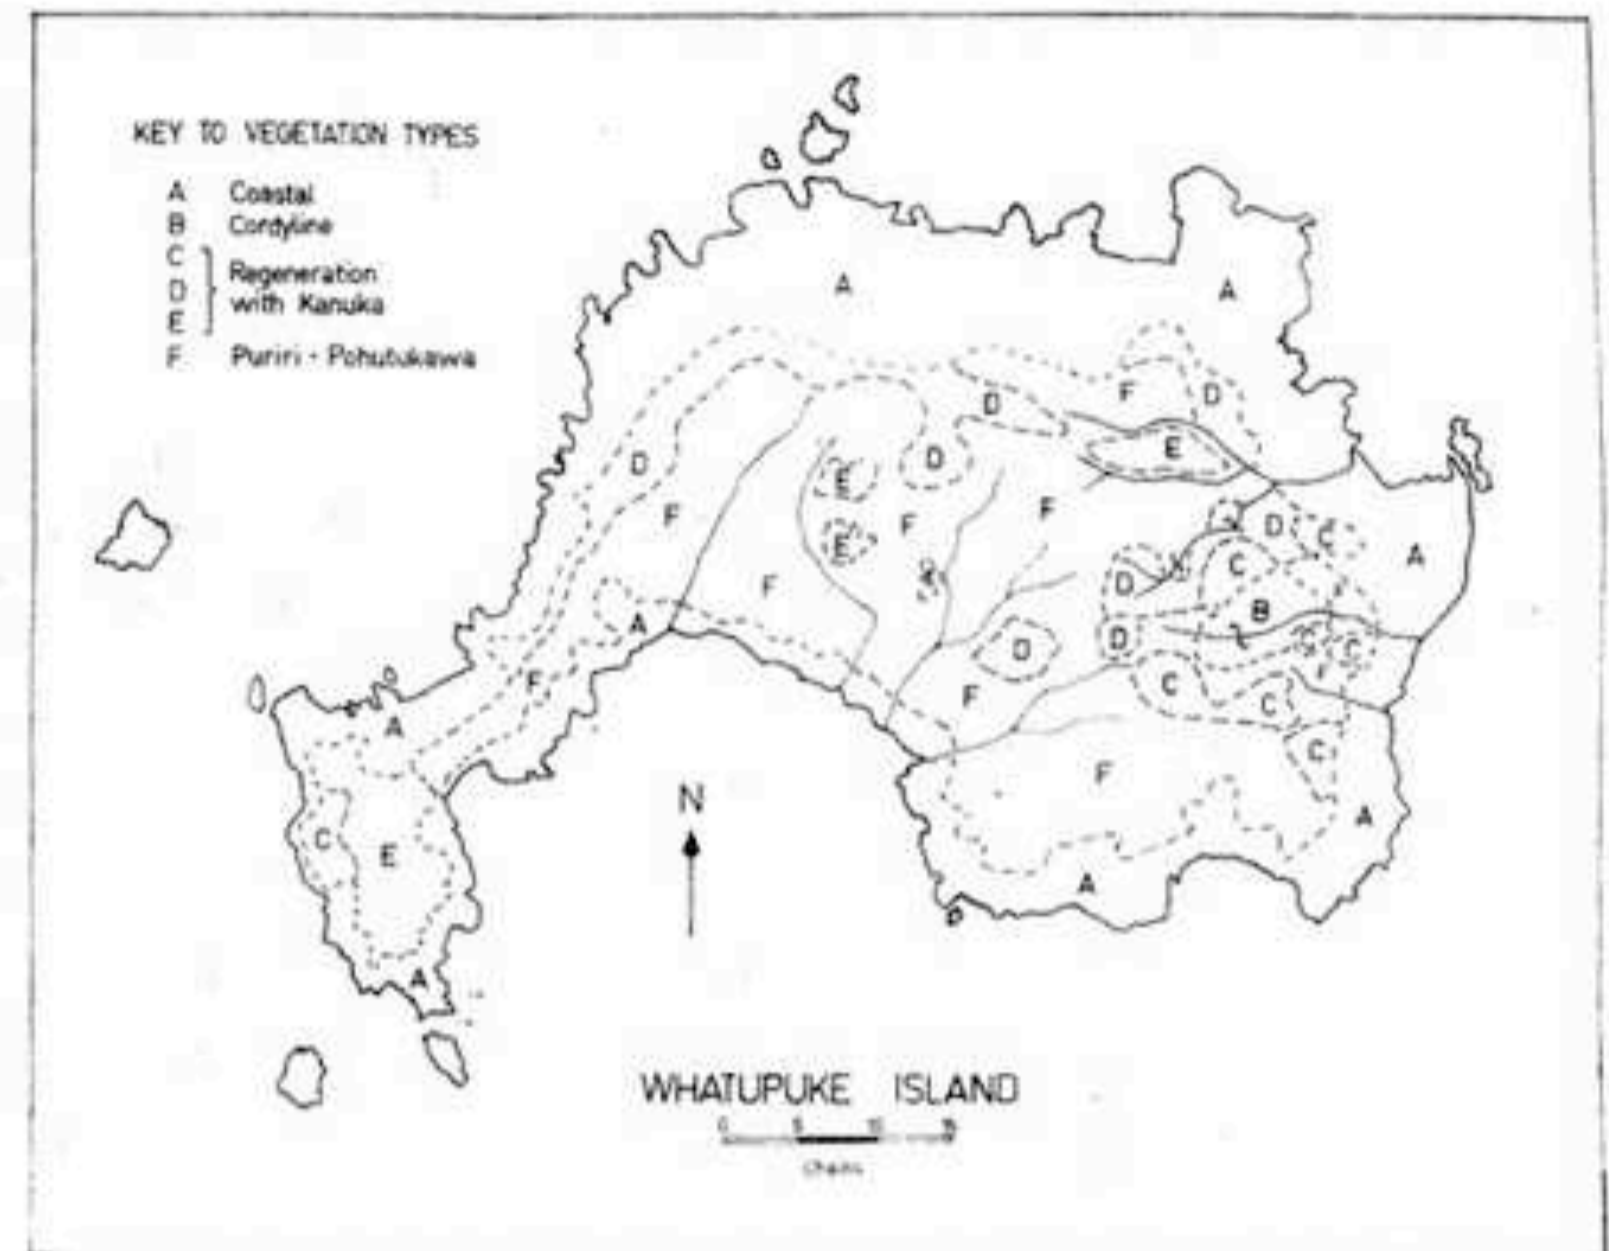 KEY TO VEGETATION TYPES
A Coastal
B Cordyline
C
D
E
Regeneration
with Kanuka
F Puriri - Pohutukawa
A
A
F
D
D
D
E
D
E
F
F
F
D
C
E
A
F
C
D
B
A
D
C
C
D
F
C
F
C
A
C
F
N
A
C
E
A
A
WHATUPUKE ISLAND
0 5 10 15
Chains